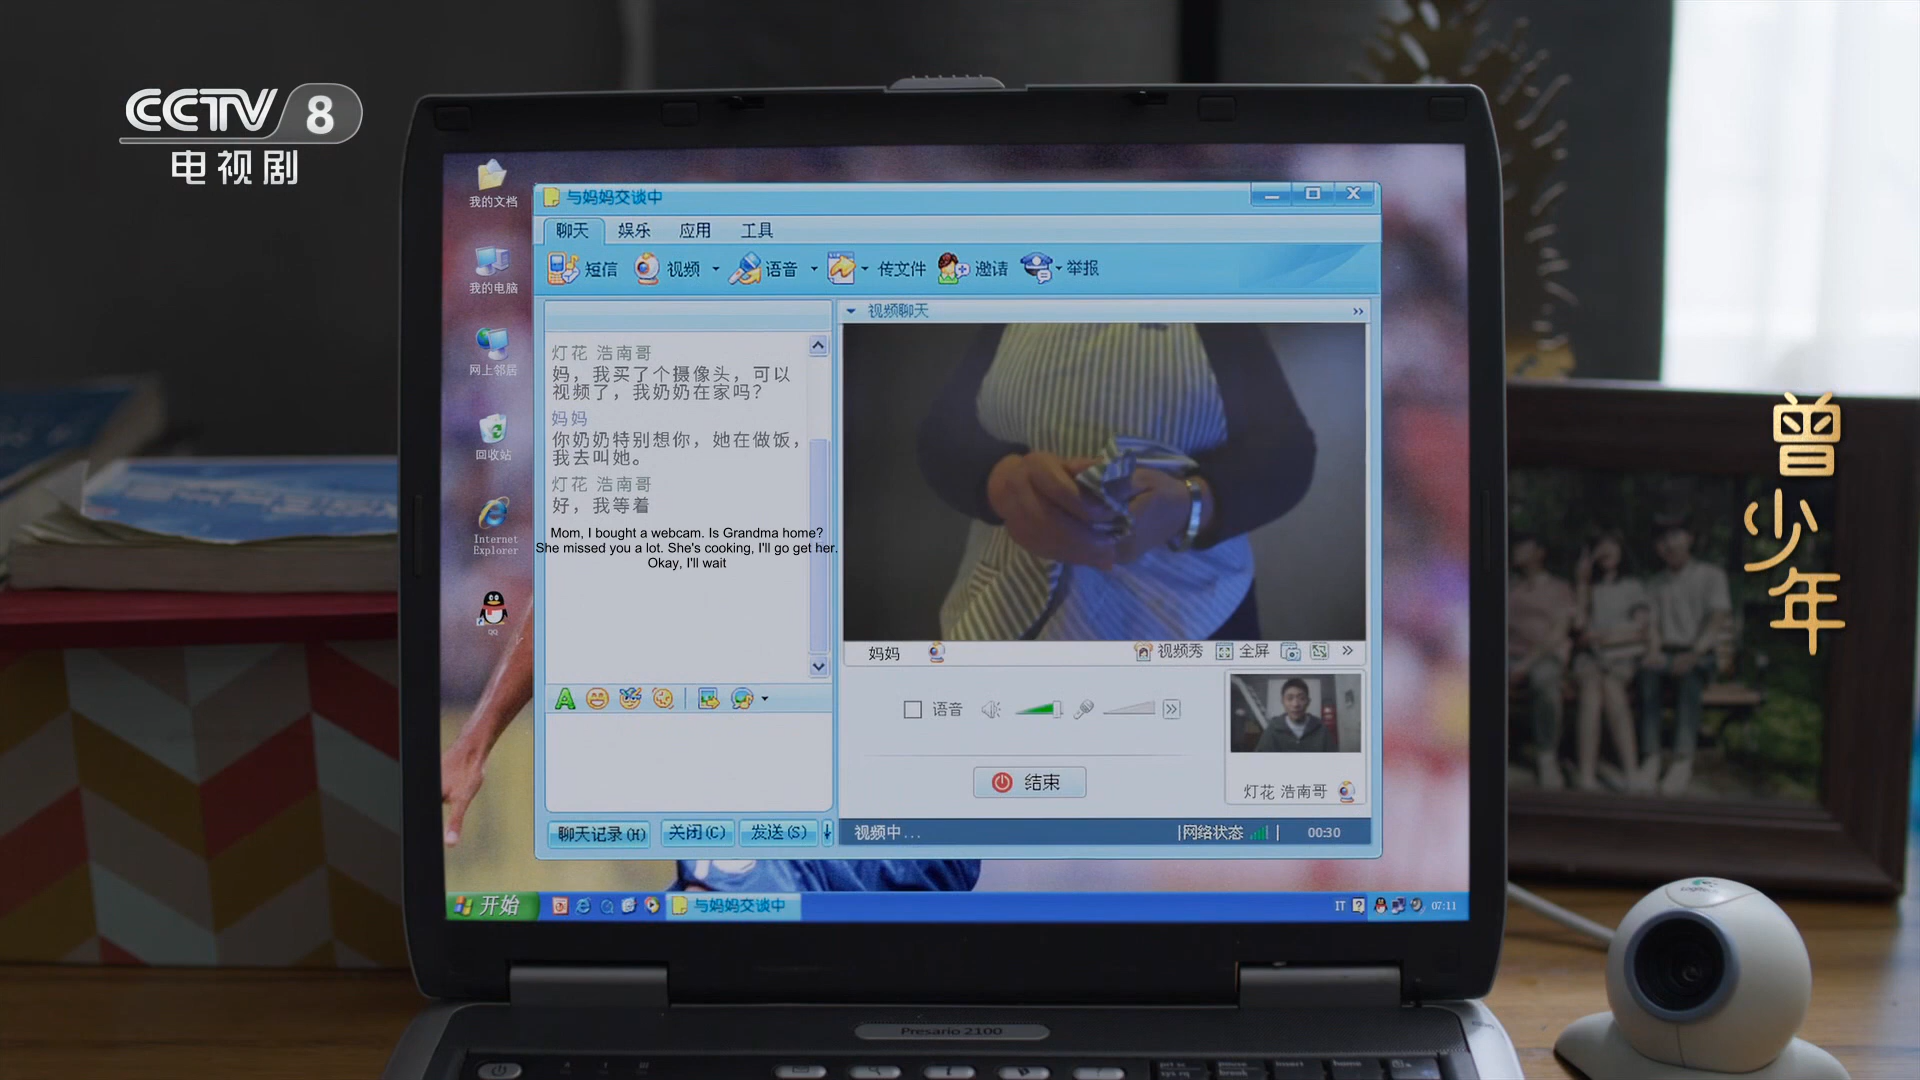 CCTV 8
电视剧
曾少年
我的文档
我的电脑
网上邻居
回收站
Internet
Explorer
QQ
与妈妈交谈中
聊天 娱乐 应用 工具
短信 视频 语音 传文件 邀请 举报
灯花 浩南哥
妈，我买了个摄像头，可以
视频了，我奶奶在家吗？
妈妈
你奶奶特别想你，她在做饭，
我去叫她。
灯花 浩南哥
好，我等着
Mom, I bought a webcam. Is Grandma home?
She missed you a lot. She's cooking, I'll go get her.
Okay, I'll wait
视频聊天
妈妈
视频秀 全屏
语音
结束
灯花 浩南哥
聊天记录(H) 关闭(C) 发送(S)
视频中...
网络状态
00:30
开始
与妈妈交谈中
IT
07:11
Presario 2100